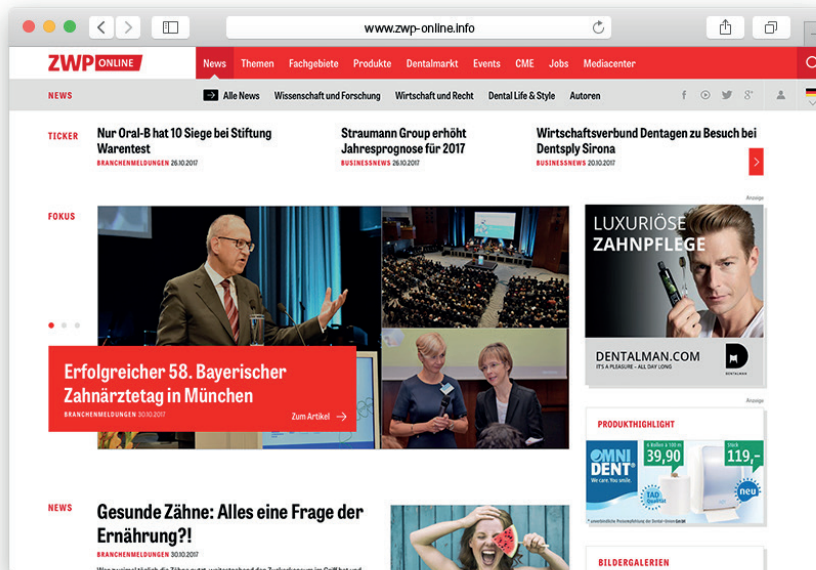 www.zwp-online.info
ZWP ONLINE
News Themen Fachgebiete Produkte Dentalmarkt Events CME Jobs Mediacenter
NEWS
Alle News Wissenschaft und Forschung Wirtschaft und Recht Dental Life & Style Autoren
TICKER
Nur Oral-B hat 10 Siege bei Stiftung
Warentest
BRANCHENMELDUNGEN 26.10.2017
Straumann Group erhöht
Jahresprognose für 2017
BUSINESSNEWS 26.10.2017
Wirtschaftsverbund Dentagen zu Besuch bei
Dentsply Sirona
BUSINESSNEWS 20.10.2017
Anzeige
FOKUS
Erfolgreicher 58. Bayerischer
Zahnärztetag in München
BRANCHENMELDUNGEN 30.10.2017
Zum Artikel
LUXURIÖSE
ZAHNPFLEGE
DENTALMAN.COM
IT'S A PLEASURE - ALL DAY LONG
DENTALMAN
Anzeige
PRODUKTHIGHLIGHT
OMNI
DENT
We care. You smile.
39,90
119,-
TAD
Qualität
neu
NEWS
Gesunde Zähne: Alles eine Frage der
Ernährung?!
BRANCHENMELDUNGEN 30.10.2017
BILDERGALERIEN